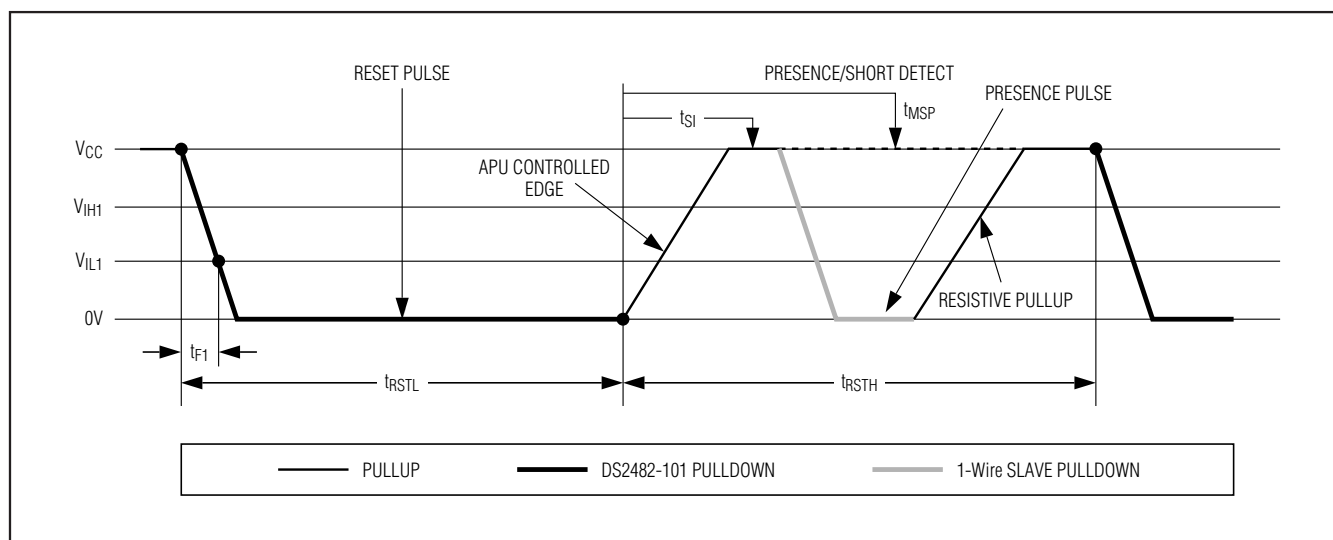 RESET PULSE
PRESENCE/SHORT DETECT
PRESENCE PULSE
tMSP
tSI
VCC
APU CONTROLLED
EDGE
VIH1
VIL1
RESISTIVE PULLUP
0V
tF1
tRSTL
tRSTH
PULLUP
DS2482-101 PULLDOWN
1-Wire SLAVE PULLDOWN